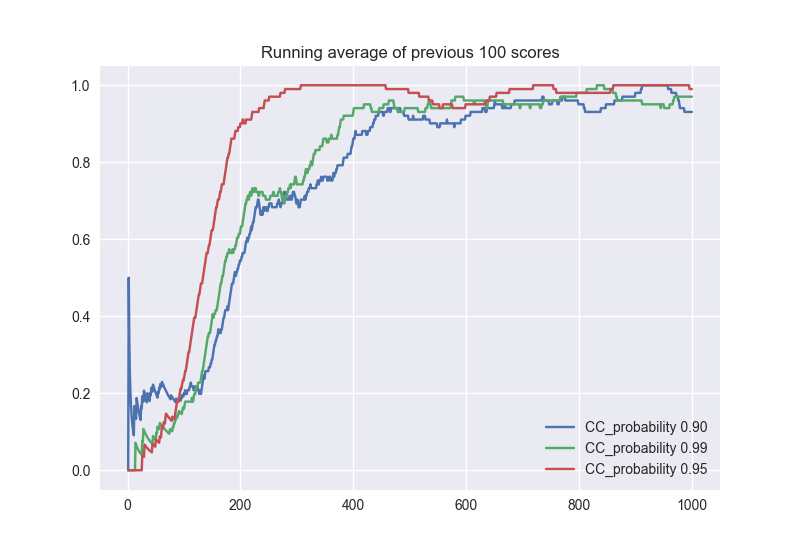 Running average of previous 100 scores
1.0
0.8
0.6
0.4
0.2
0.0
CC_probability 0.90
CC_probability 0.99
CC_probability 0.95
0 200 400 600 800 1000